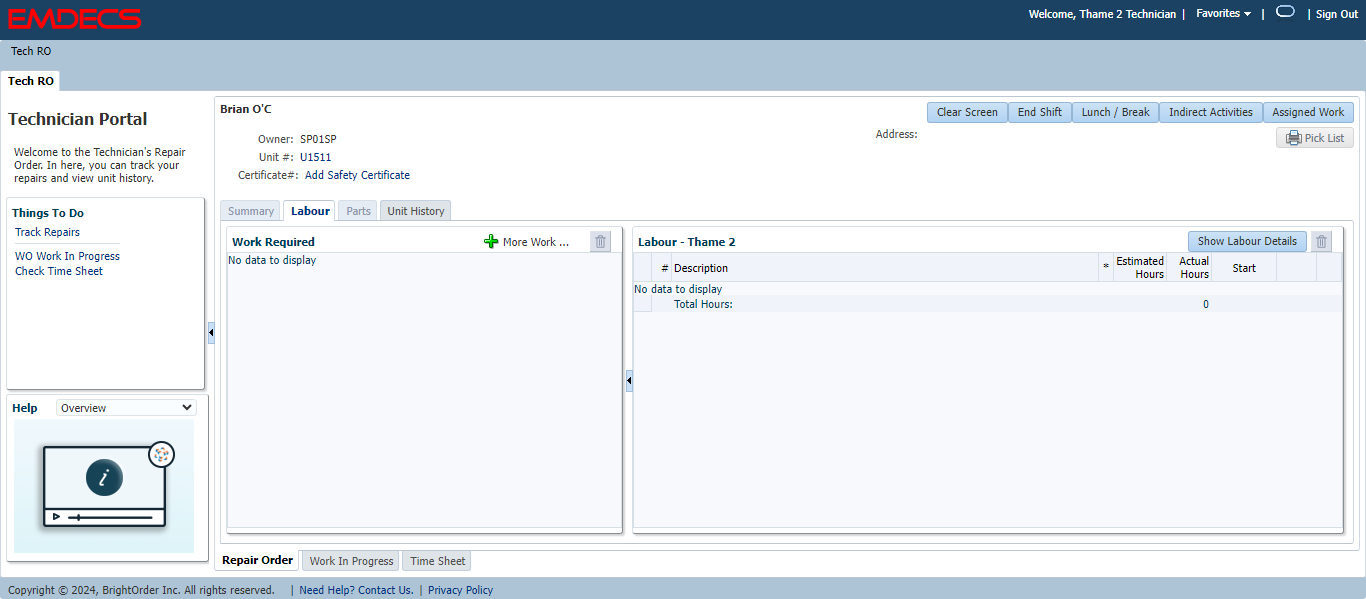 EMDECS
Welcome, Thame 2 Technician | Favorites | | Sign Out
Tech RO
Tech RO
Technician Portal
Welcome to the Technician's Repair
Order. In here, you can track your
repairs and view unit history.
Things To Do
Track Repairs
WO Work In Progress
Check Time Sheet
Help Overview
i
Brian O'C
Clear Screen End Shift Lunch / Break Indirect Activities Assigned Work
Address:
Pick List
Owner: SP01SP
Unit #: U1511
Certificate#: Add Safety Certificate
Summary Labour Parts Unit History
Work Required More Work ...
No data to display
Labour - Thame 2 Show Labour Details
# Description * Estimated Hours Actual Hours Start
No data to display
Total Hours: 0
Repair Order Work In Progress Time Sheet
Copyright © 2024, BrightOrder Inc. All rights reserved. | Need Help? Contact Us. | Privacy Policy